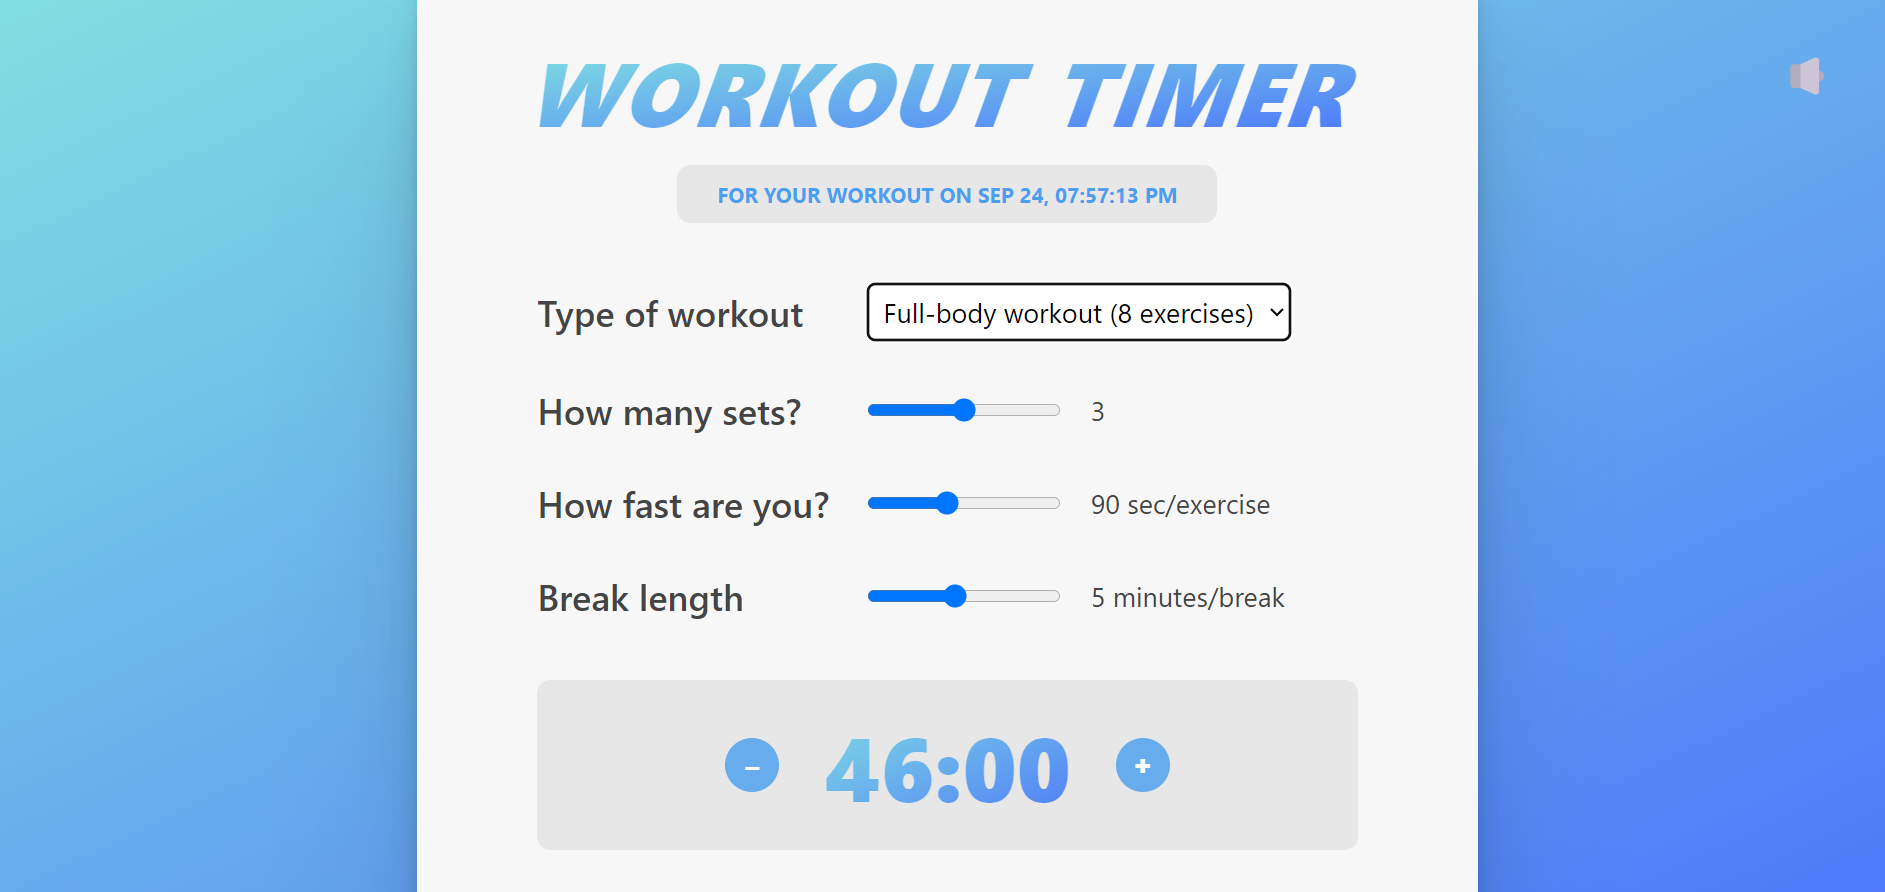 WORKOUT TIMER
FOR YOUR WORKOUT ON SEP 24, 07:57:13 PM
Type of workout
Full-body workout (8 exercises)
How many sets?
3
How fast are you?
90 sec/exercise
Break length
5 minutes/break
– 46:00 +